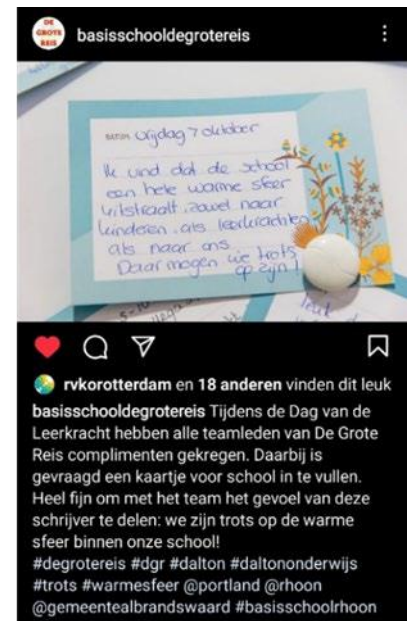 DE
GROTE
REIS
basisschooldegrotereis
DATUM vrijdag 7 oktober
Ik vind dat de school
een hele warme sfeer
uitstraalt, zowel naar
kinderen, als leerkrachten
als naar ons.
Daar mogen we trots
op zijn!
leuk
rvkorotterdam en 18 anderen vinden dit leuk
basisschooldegrotereis Tijdens de Dag van de
Leerkracht hebben alle teamleden van De Grote
Reis complimenten gekregen. Daarbij is
gevraagd een kaartje voor school in te vullen.
Heel fijn om met het team het gevoel van deze
schrijver te delen: we zijn trots op de warme
sfeer binnen onze school!
#degrotereis #dgr #dalton #daltononderwijs
#trots #warmesfeer @portland @rhoon
@gemeentealbrandswaard #basisschoolrhoon